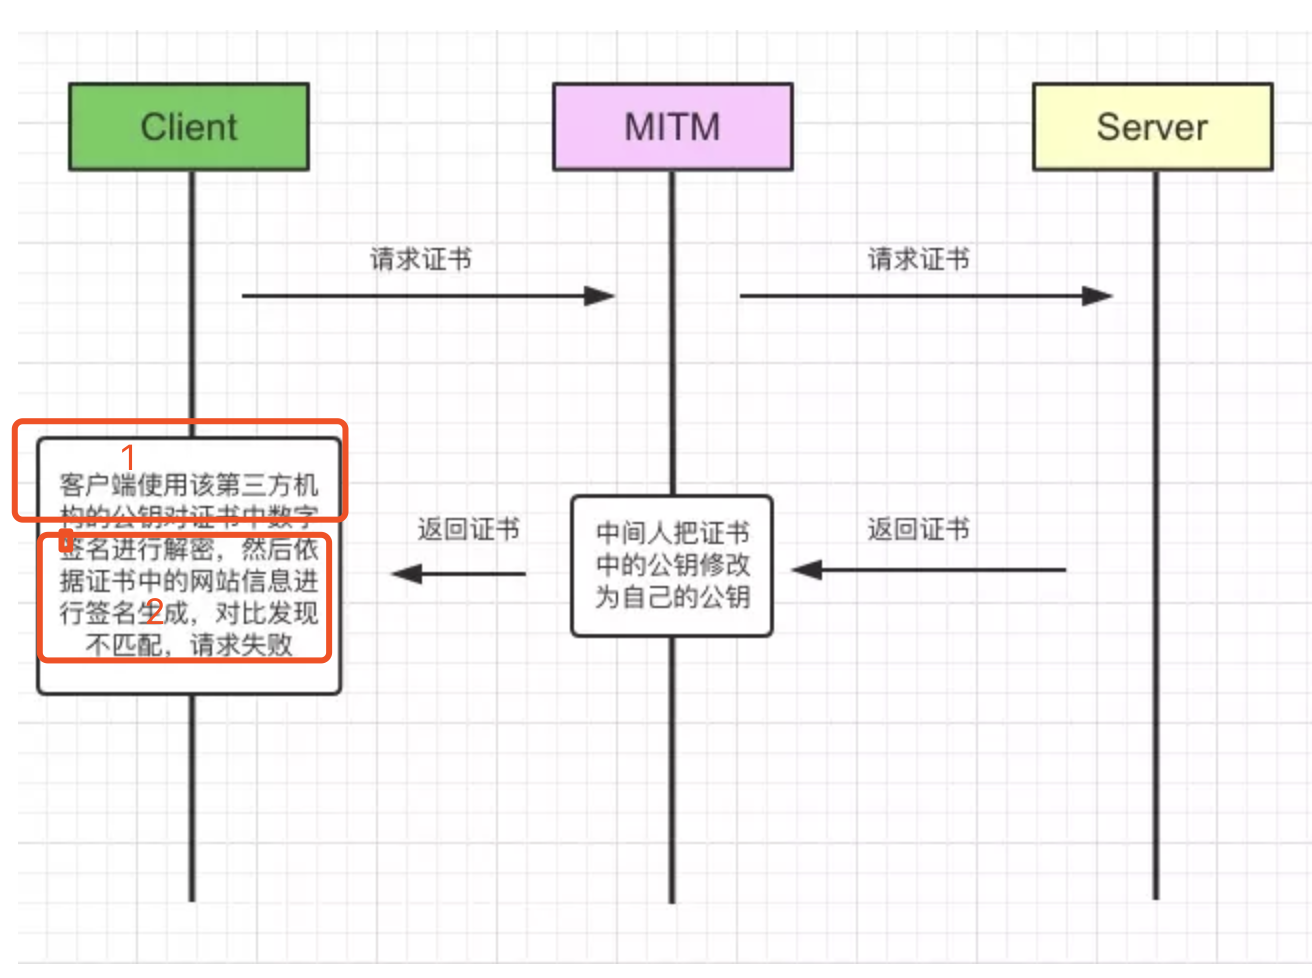 Client
MITM
Server
请求证书
请求证书
1
客户端使用该第三方机
构的公钥对证书中数字
签名进行解密，然后依
据证书中的网站信息进
行签名生成，对比发现
不匹配，请求失败
2
返回证书
中间人把证书
中的公钥修改
为自己的公钥
返回证书